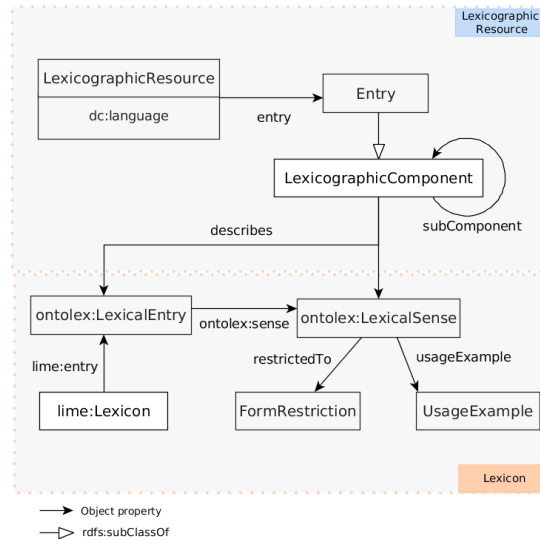 Lexicographic
Resource
LexicographicResource
dc:language
entry
Entry
LexicographicComponent
subComponent
describes
ontolex:LexicalEntry
ontolex:sense
ontolex:LexicalSense
lime:entry
restrictedTo
usageExample
lime:Lexicon
FormRestriction
UsageExample
Lexicon
Object property
rdfs:subClassOf